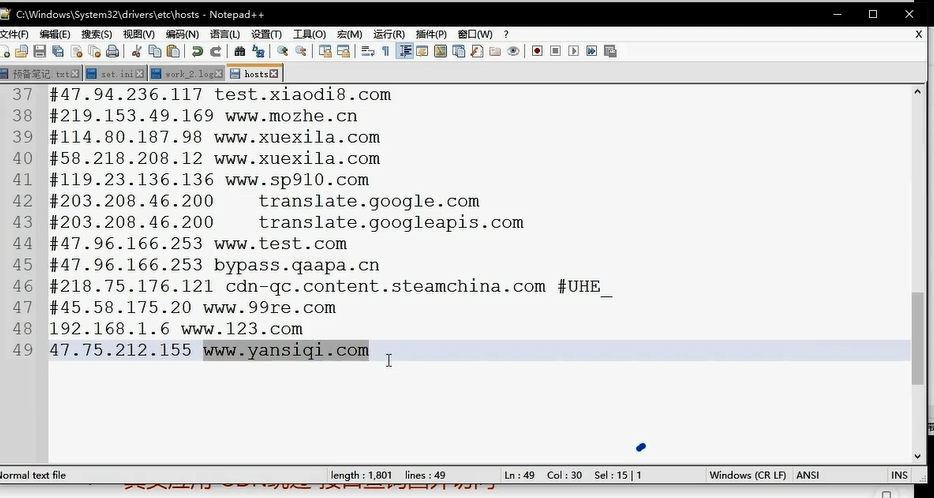 C:\Windows\System32\drivers\etc\hosts - Notepad++
文件(F) 编辑(E) 搜索(S) 视图(V) 编码(N) 语言(L) 设置(T) 工具(O) 宏(M) 运行(R) 插件(P) 窗口(W) ? X
预备笔记.txt set.ini work_2.log hosts
37 #47.94.236.117 test.xiaodi8.com
38 #219.153.49.169 www.mozhe.cn
39 #114.80.187.98 www.xuexila.com
40 #58.218.208.12 www.xuexila.com
41 #119.23.136.136 www.sp910.com
42 #203.208.46.200 translate.google.com
43 #203.208.46.200 translate.googleapis.com
44 #47.96.166.253 www.test.com
45 #47.96.166.253 bypass.qaapa.cn
46 #218.75.176.121 cdn-qc.content.steamchina.com #UHE_
47 #45.58.175.20 www.99re.com
48 192.168.1.6 www.123.com
49 47.75.212.155 www.yansiqi.com
Normal text file length : 1,801 lines : 49 Ln : 49 Col : 30 Sel : 15 | 1 Windows (CR LF) ANSI INS